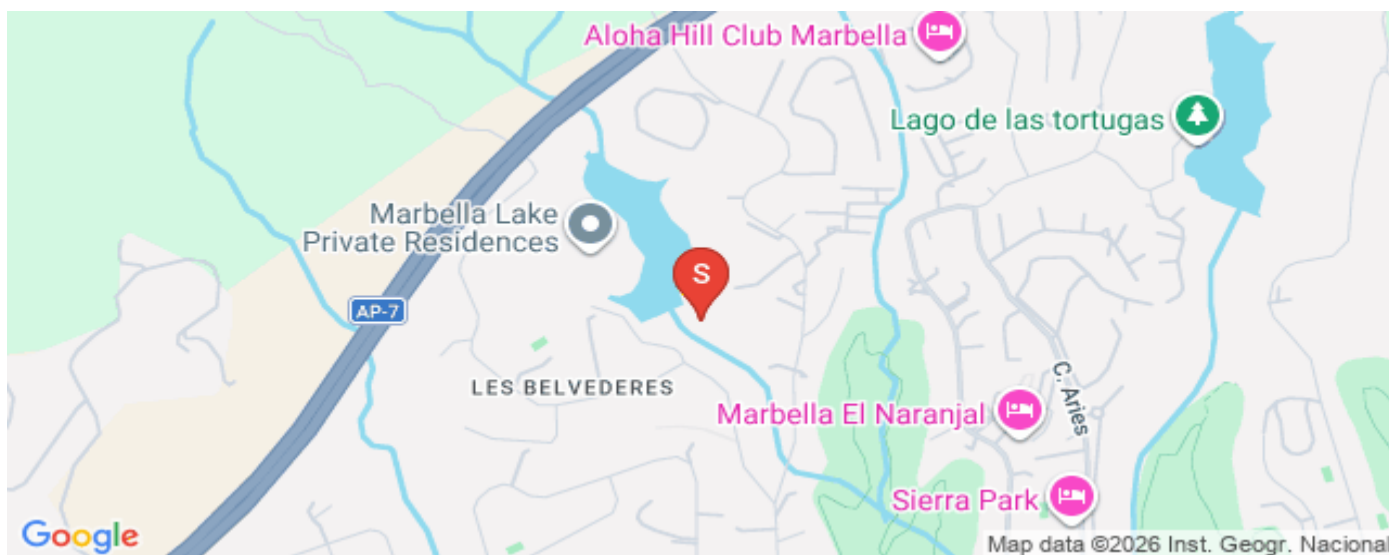 Aloha Hill Club Marbella
Lago de las tortugas
Marbella Lake
Private Residences
S
AP-7
LES BELVEDERES
C. Aries
Marbella El Naranjal
Sierra Park
Google
Map data ©2026 Inst. Geogr. Nacional